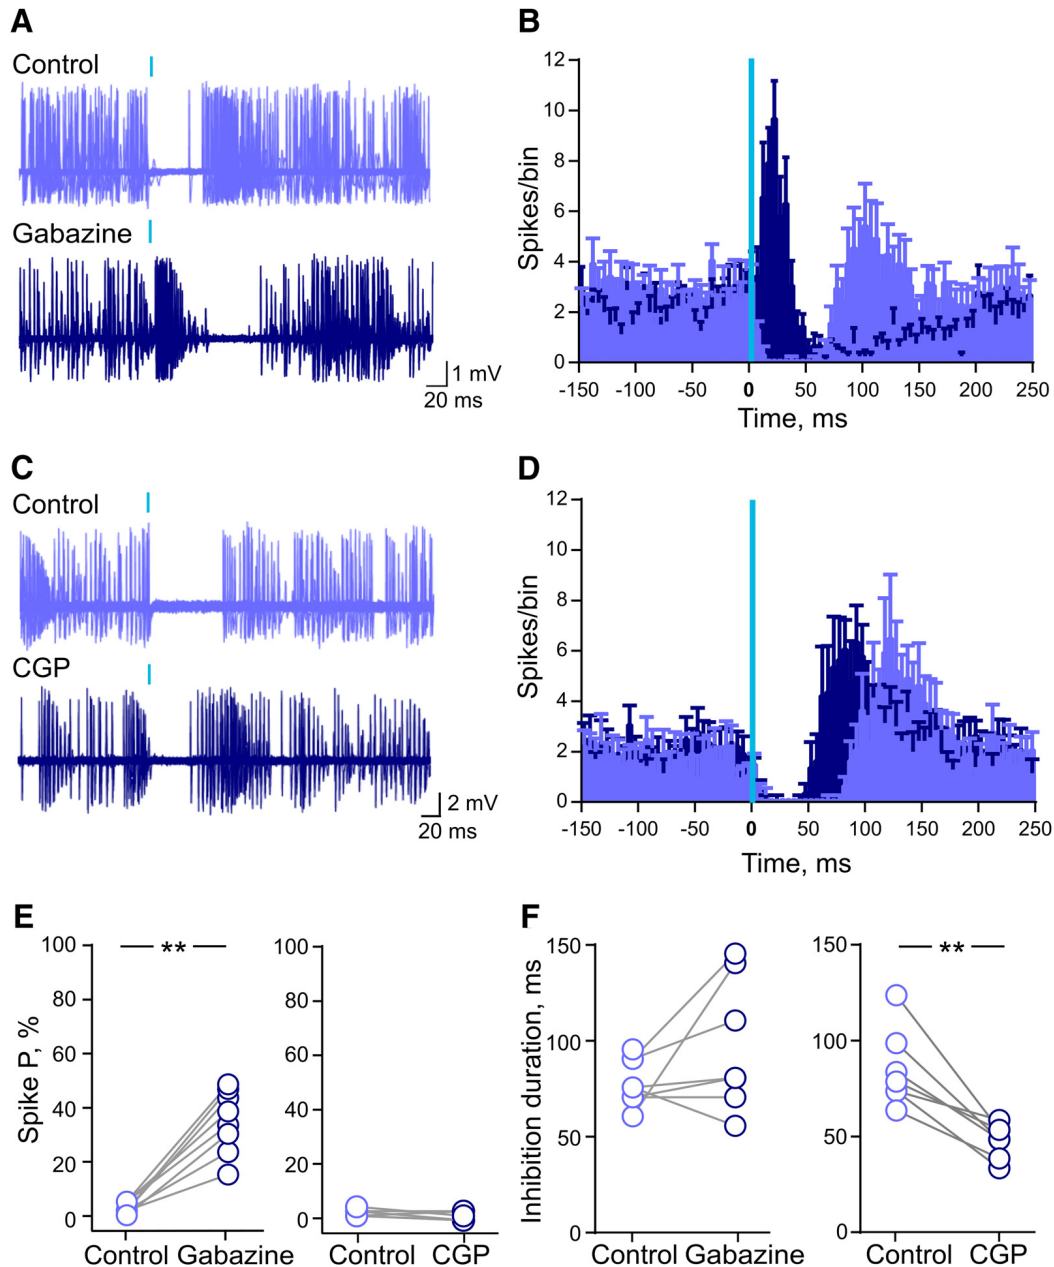 A
Control
Gabazine
1 mV
20 ms
B
12
10
8
6
4
2
0
Spikes/bin
-150 -100 -50 0 50 100 150 200 250
Time, ms
C
Control
CGP
2 mV
20 ms
D
12
10
8
6
4
2
0
Spikes/bin
-150 -100 -50 0 50 100 150 200 250
Time, ms
E
Spike P, %
100
80
60
40
20
0
**
Control Gabazine
100
80
60
40
20
0
Control CGP
F
Inhibition duration, ms
150
100
50
0
Control Gabazine
150
100
50
0
**
Control CGP